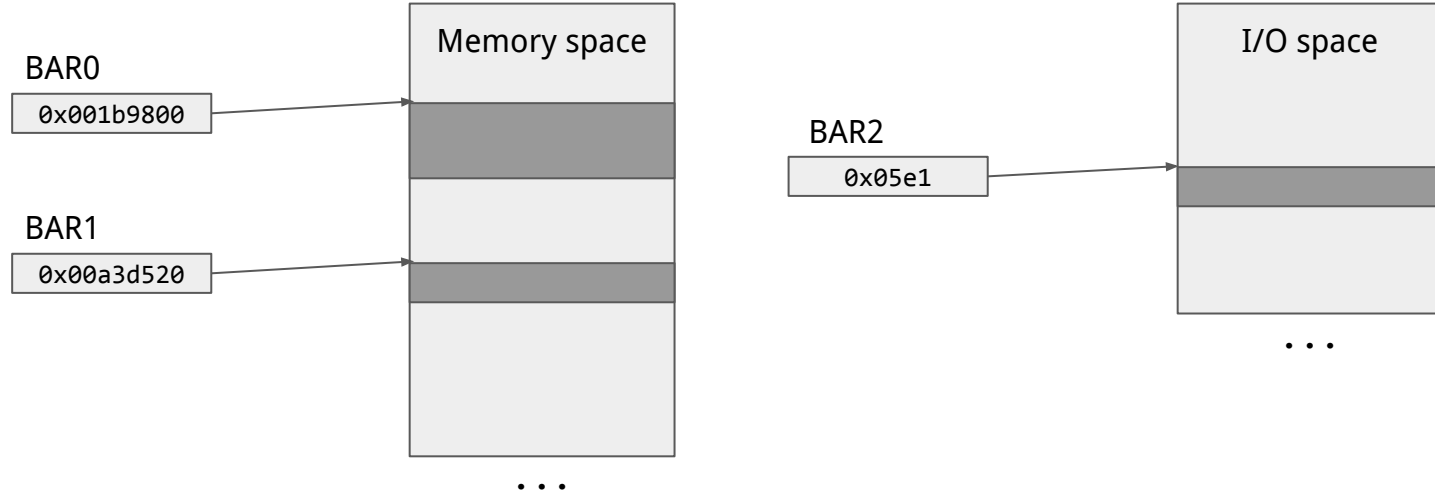 Memory space
BAR0
0x001b9800
BAR1
0x00a3d520
. . .
I/O space
BAR2
0x05e1
. . .